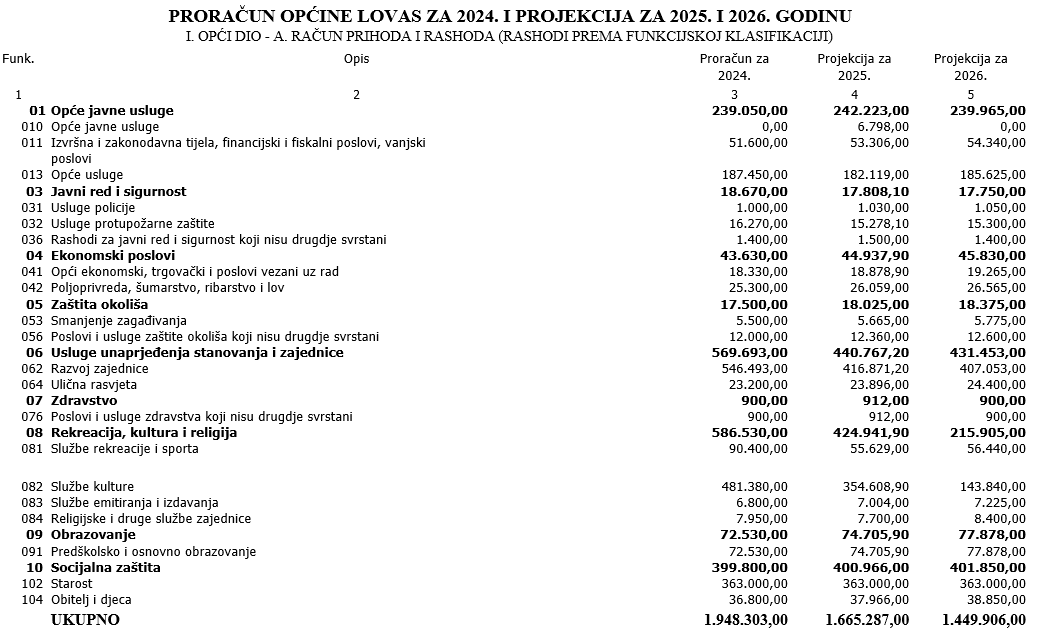 PRORAČUN OPĆINE LOVAS ZA 2024. I PROJEKCIJA ZA 2025. I 2026. GODINU
I. OPĆI DIO - A. RAČUN PRIHODA I RASHODA (RASHODI PREMA FUNKCIJSKOJ KLASIFIKACIJI)
Funk. Opis Proračun za Projekcija za Projekcija za
2024. 2025. 2026.
1 2 3 4 5
01 Opće javne usluge 239.050,00 242.223,00 239.965,00
010 Opće javne usluge 0,00 6.798,00 0,00
011 Izvršna i zakonodavna tijela, financijski i fiskalni poslovi, vanjski 51.600,00 53.306,00 54.340,00
poslovi
013 Opće usluge 187.450,00 182.119,00 185.625,00
03 Javni red i sigurnost 18.670,00 17.808,10 17.750,00
031 Usluge policije 1.000,00 1.030,00 1.050,00
032 Usluge protupožarne zaštite 16.270,00 15.278,10 15.300,00
036 Rashodi za javni red i sigurnost koji nisu drugdje svrstani 1.400,00 1.500,00 1.400,00
04 Ekonomski poslovi 43.630,00 44.937,90 45.830,00
041 Opći ekonomski, trgovački i poslovi vezani uz rad 18.330,00 18.878,90 19.265,00
042 Poljoprivreda, šumarstvo, ribarstvo i lov 25.300,00 26.059,00 26.565,00
05 Zaštita okoliša 17.500,00 18.025,00 18.375,00
053 Smanjenje zagađivanja 5.500,00 5.665,00 5.775,00
056 Poslovi i usluge zaštite okoliša koji nisu drugdje svrstani 12.000,00 12.360,00 12.600,00
06 Usluge unaprjeđenja stanovanja i zajednice 569.693,00 440.767,20 431.453,00
062 Razvoj zajednice 546.493,00 416.871,20 407.053,00
064 Ulična rasvjeta 23.200,00 23.896,00 24.400,00
07 Zdravstvo 900,00 912,00 900,00
076 Poslovi i usluge zdravstva koji nisu drugdje svrstani 900,00 912,00 900,00
08 Rekreacija, kultura i religija 586.530,00 424.941,90 215.905,00
081 Službe rekreacije i sporta 90.400,00 55.629,00 56.440,00
082 Službe kulture 481.380,00 354.608,90 143.840,00
083 Službe emitiranja i izdavanja 6.800,00 7.004,00 7.225,00
084 Religijske i druge službe zajednice 7.950,00 7.700,00 8.400,00
09 Obrazovanje 72.530,00 74.705,90 77.878,00
091 Predškolsko i osnovno obrazovanje 72.530,00 74.705,90 77.878,00
10 Socijalna zaštita 399.800,00 400.966,00 401.850,00
102 Starost 363.000,00 363.000,00 363.000,00
104 Obitelj i djeca 36.800,00 37.966,00 38.850,00
UKUPNO 1.948.303,00 1.665.287,00 1.449.906,00